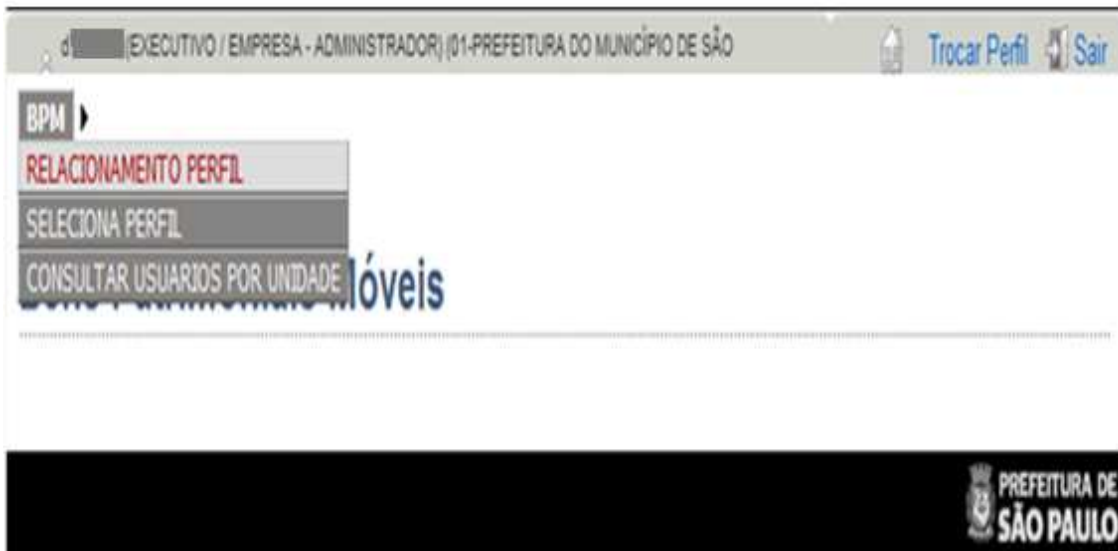 d (EXECUTIVO / EMPRESA - ADMINISTRADOR) (01-PREFEITURA DO MUNICÍPIO DE SÃO
Trocar Perfil Sair
BPM
RELACIONAMENTO PERFIL
SELECIONA PERFIL
CONSULTAR USUARIOS POR UNIDADE
óveis
PREFEITURA DE
SÃO PAULO